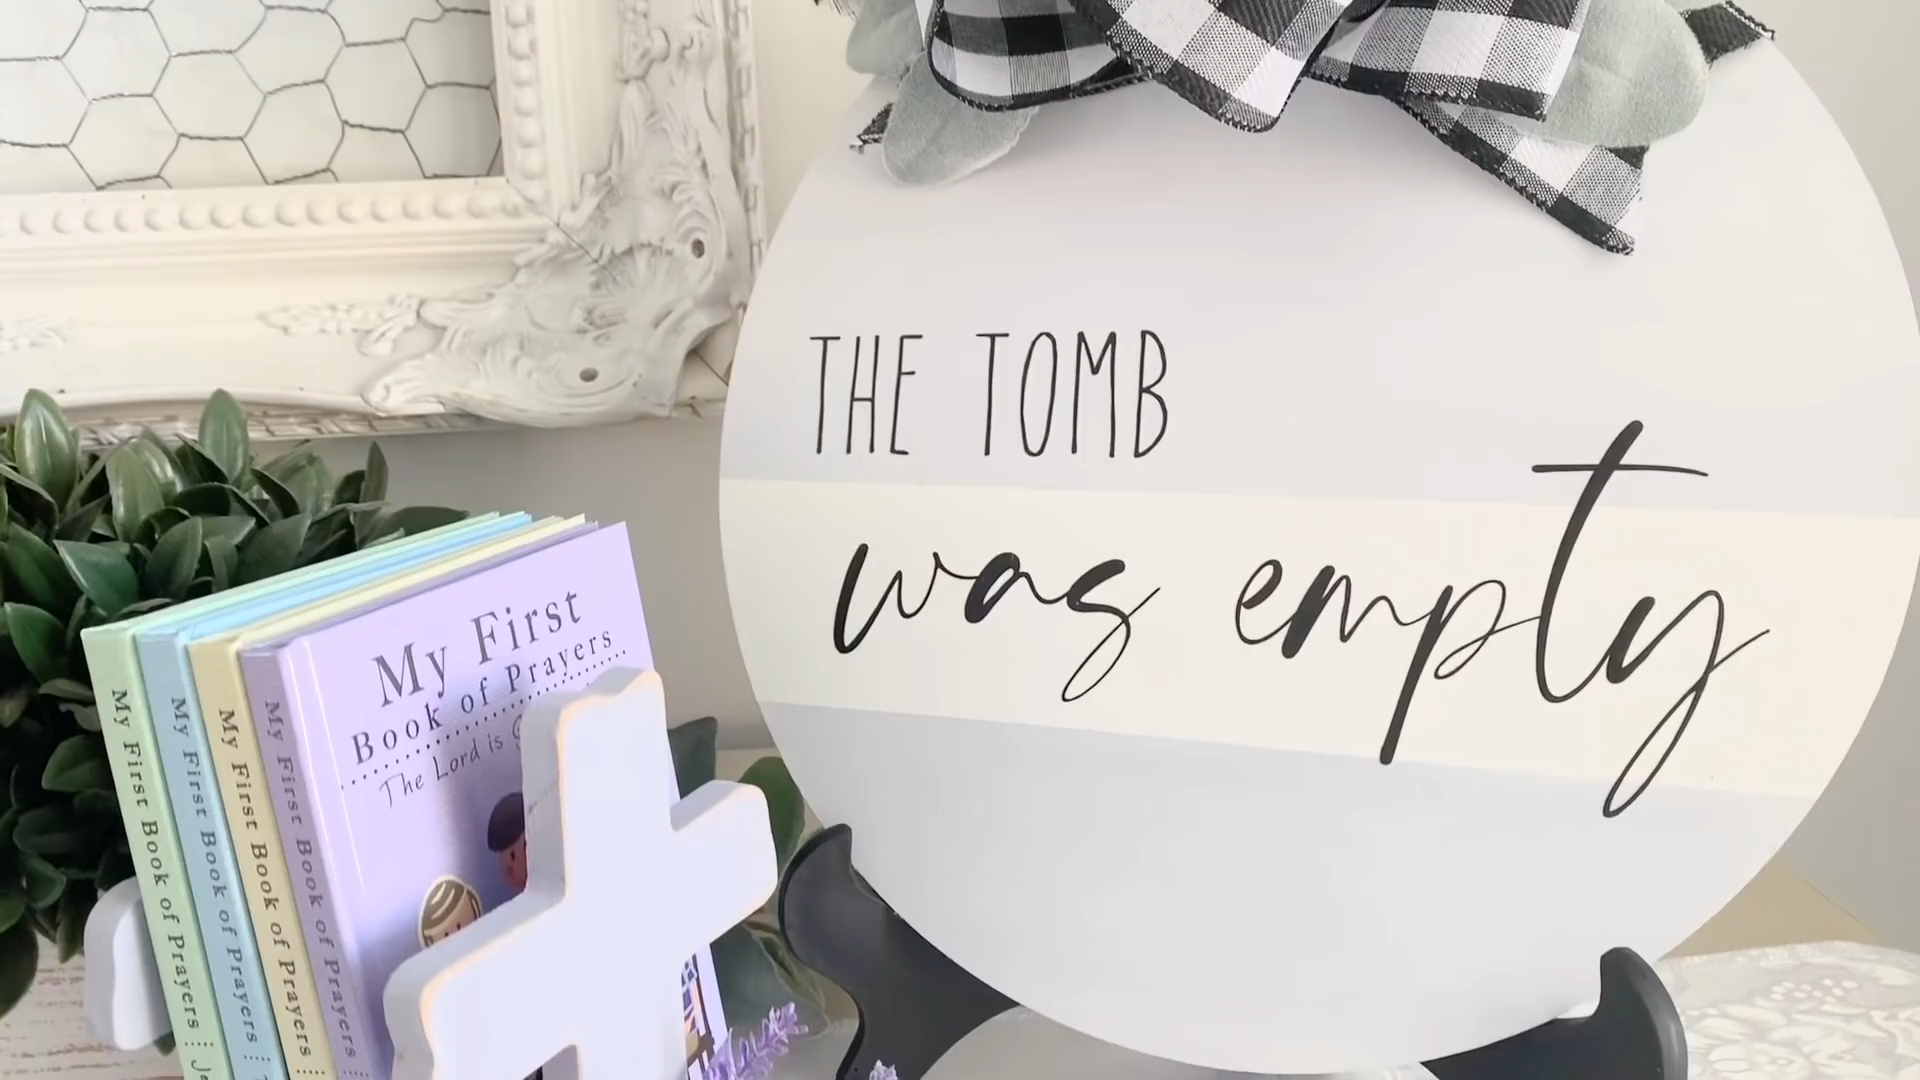 THE TOMB
was empty
My First
Book of Prayers
The Lord is
My First Book of Prayers
My First Book of Prayers
My First Book of Prayers
My First Book of Prayers